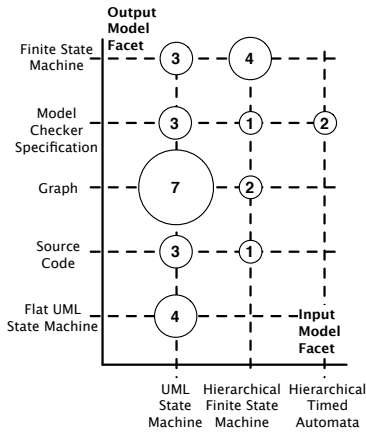 Output
Model
Facet
Finite State
Machine
3
4
Model
Checker
Specification
3
1
2
Graph
7
2
Source
Code
3
1
Flat UML
State Machine
4
Input
Model
Facet
UML
State
Machine
Hierarchical
Finite State
Machine
Hierarchical
Timed
Automata